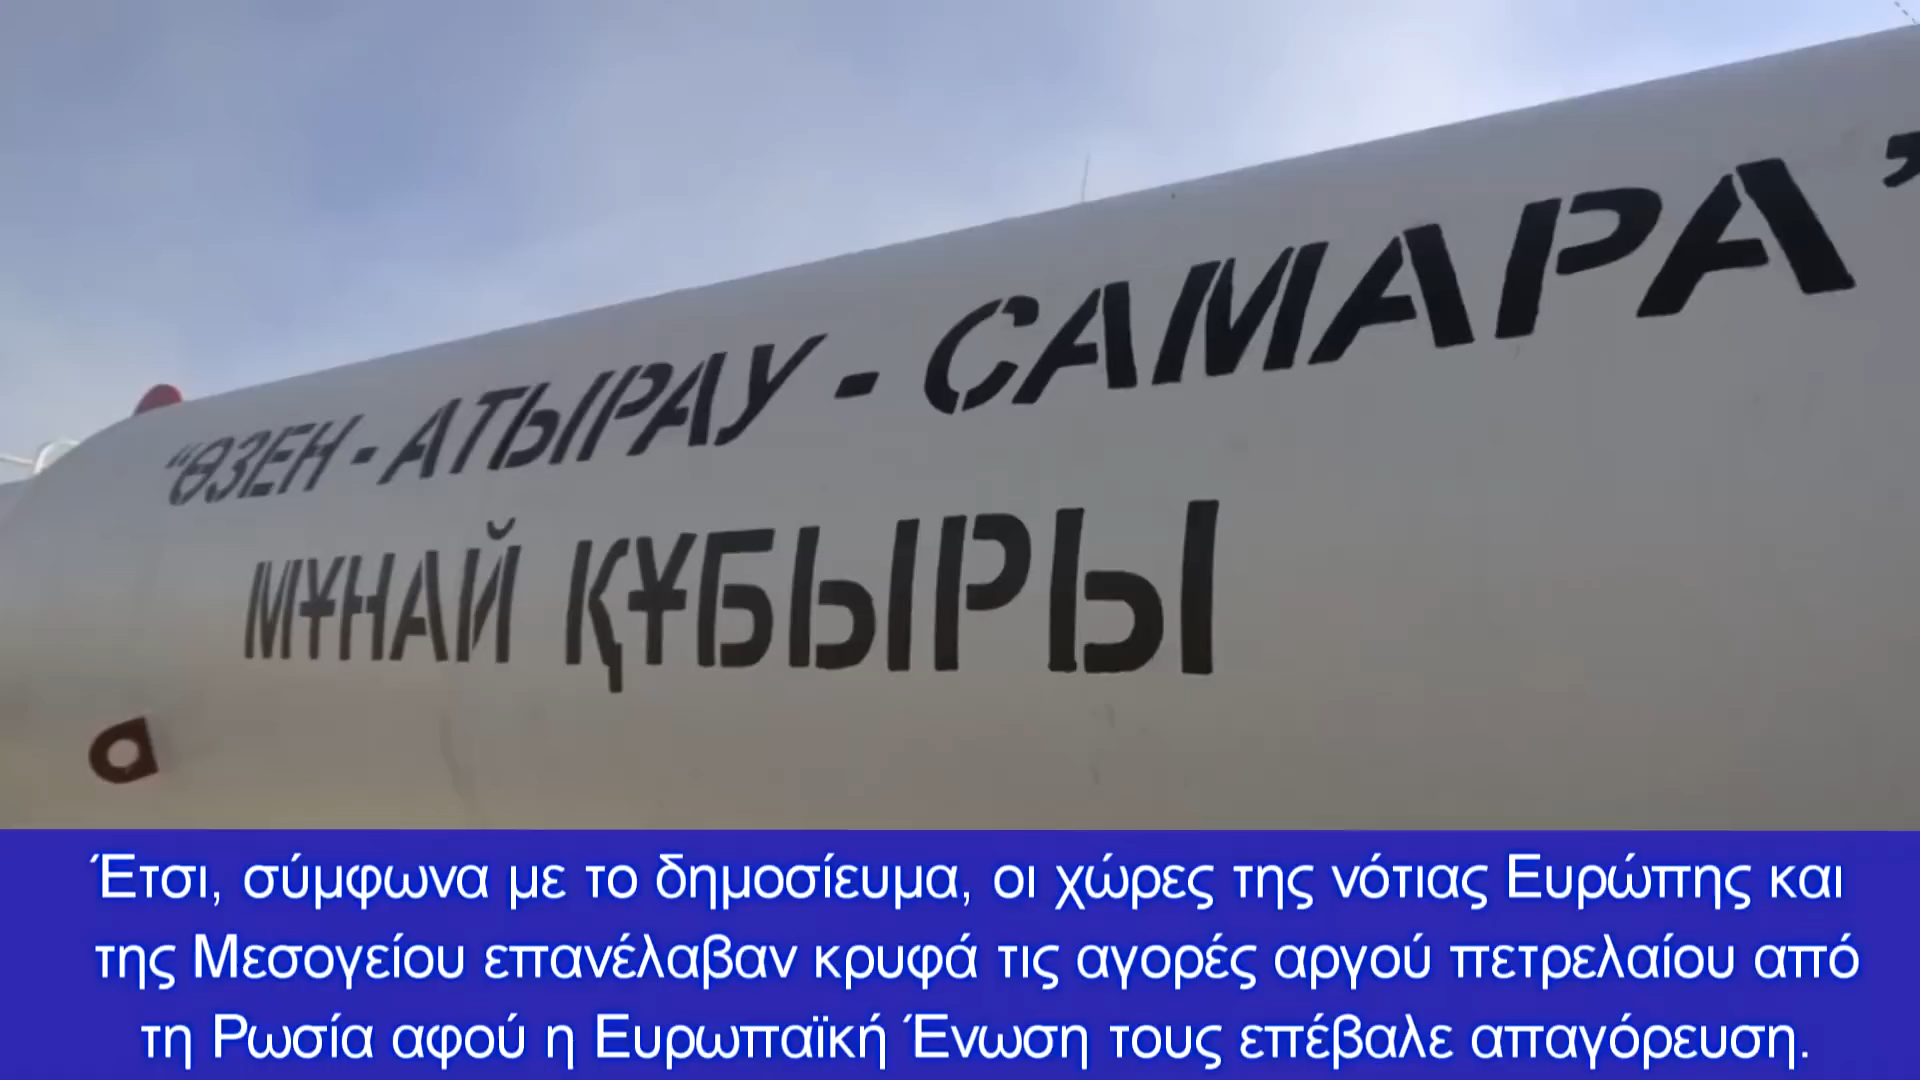 “ӨЗЕН - АТЫРАУ - САМАРА”
МҰНАЙ ҚҰБЫРЫ
Έτσι, σύμφωνα με το δημοσίευμα, οι χώρες της νότιας Ευρώπης και
της Μεσογείου επανέλαβαν κρυφά τις αγορές αργού πετρελαίου από
τη Ρωσία αφού η Ευρωπαϊκή Ένωση τους επέβαλε απαγόρευση.